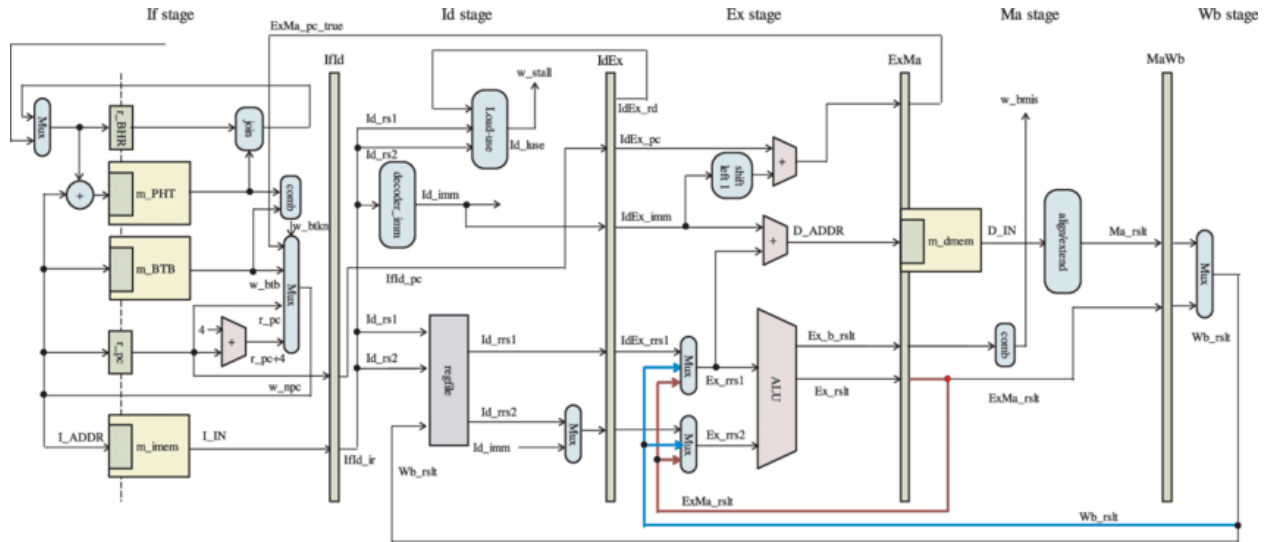 If stage
Id stage
Ex stage
Ma stage
Wb stage
ExMa_pc_true
IfId
IdEx
ExMa
MaWb
Mux
r_BHR
join
+
m_PHT
comb
w_btkn
m_BTB
w_btb
Mux
r_pc
4
+
r_pc
r_pc+4
w_npc
I_ADDR
m_imem
I_IN
IfId_ir
w_stall
Id_rs1
Id_rs2
Load-use
Id_luse
decoder_imm
Id_imm
IfId_pc
Id_rs1
Id_rs2
regfile
Id_rrs1
Id_rrs2
Id_imm
Mux
Wb_rslt
IdEx_rd
IdEx_pc
shift
left 1
+
IdEx_imm
+
D_ADDR
IdEx_rrs1
Mux
Ex_rrs1
Mux
Ex_rrs2
ALU
Ex_b_rslt
Ex_rslt
ExMa_rslt
w_bmis
m_dmem
D_IN
align/extend
Ma_rslt
comb
ExMa_rslt
Mux
Wb_rslt
Wb_rslt